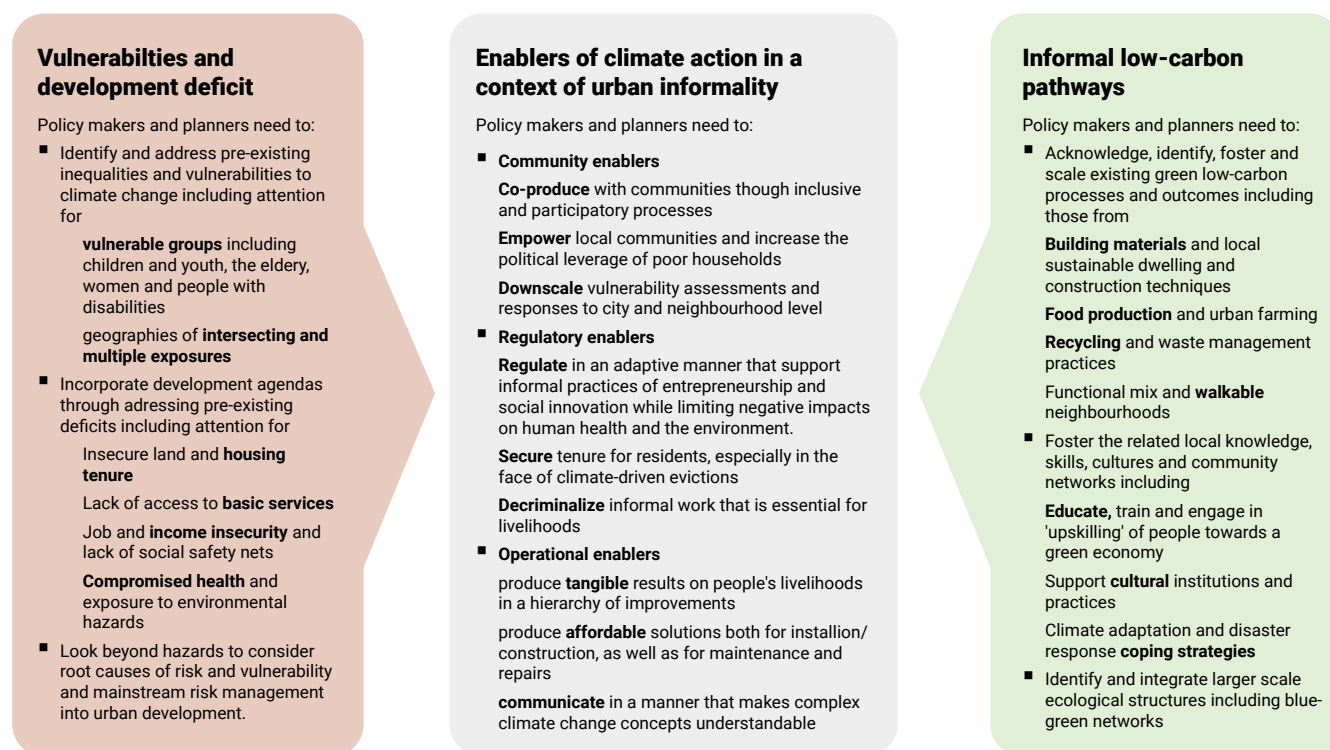 Vulnerabilties and
development deficit
Policy makers and planners need to:
▪ Identify and address pre-existing
inequalities and vulnerabilities to
climate change including attention
for
vulnerable groups including
children and youth, the eldery,
women and people with
disabilities
geographies of intersecting and
multiple exposures
▪ Incorporate development agendas
through adressing pre-existing
deficits including attention for
Insecure land and housing
tenure
Lack of access to basic services
Job and income insecurity and
lack of social safety nets
Compromised health and
exposure to environmental
hazards
▪ Look beyond hazards to consider
root causes of risk and vulnerability
and mainstream risk management
into urban development.
Enablers of climate action in a
context of urban informality
Policy makers and planners need to:
▪ Community enablers
Co-produce with communities though inclusive
and participatory processes
Empower local communities and increase the
political leverage of poor households
Downscale vulnerability assessments and
responses to city and neighbourhood level
▪ Regulatory enablers
Regulate in an adaptive manner that support
informal practices of entrepreneurship and
social innovation while limiting negative impacts
on human health and the environment.
Secure tenure for residents, especially in the
face of climate-driven evictions
Decriminalize informal work that is essential for
livelihoods
▪ Operational enablers
produce tangible results on people's livelihoods
in a hierarchy of improvements
produce affordable solutions both for installion/
construction, as well as for maintenance and
repairs
communicate in a manner that makes complex
climate change concepts understandable
Informal low-carbon
pathways
Policy makers and planners need to:
▪ Acknowledge, identify, foster and
scale existing green low-carbon
processes and outcomes including
those from
Building materials and local
sustainable dwelling and
construction techniques
Food production and urban farming
Recycling and waste management
practices
Functional mix and walkable
neighbourhoods
▪ Foster the related local knowledge,
skills, cultures and community
networks including
Educate, train and engage in
'upskilling' of people towards a
green economy
Support cultural institutions and
practices
Climate adaptation and disaster
response coping strategies
▪ Identify and integrate larger scale
ecological structures including blue-
green networks